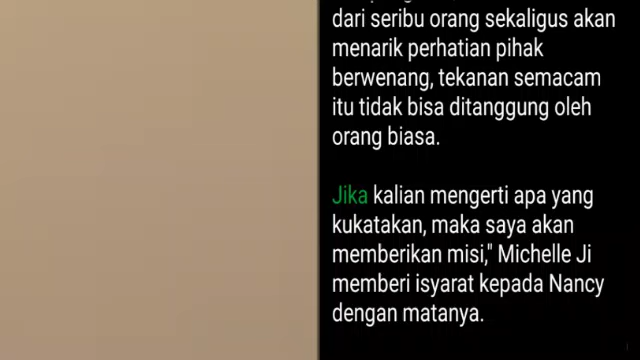 dari seribu orang sekaligus akan
menarik perhatian pihak
berwenang, tekanan semacam
itu tidak bisa ditanggung oleh
orang biasa.
Jika kalian mengerti apa yang
kukatakan, maka saya akan
memberikan misi," Michelle Ji
memberi isyarat kepada Nancy
dengan matanya.